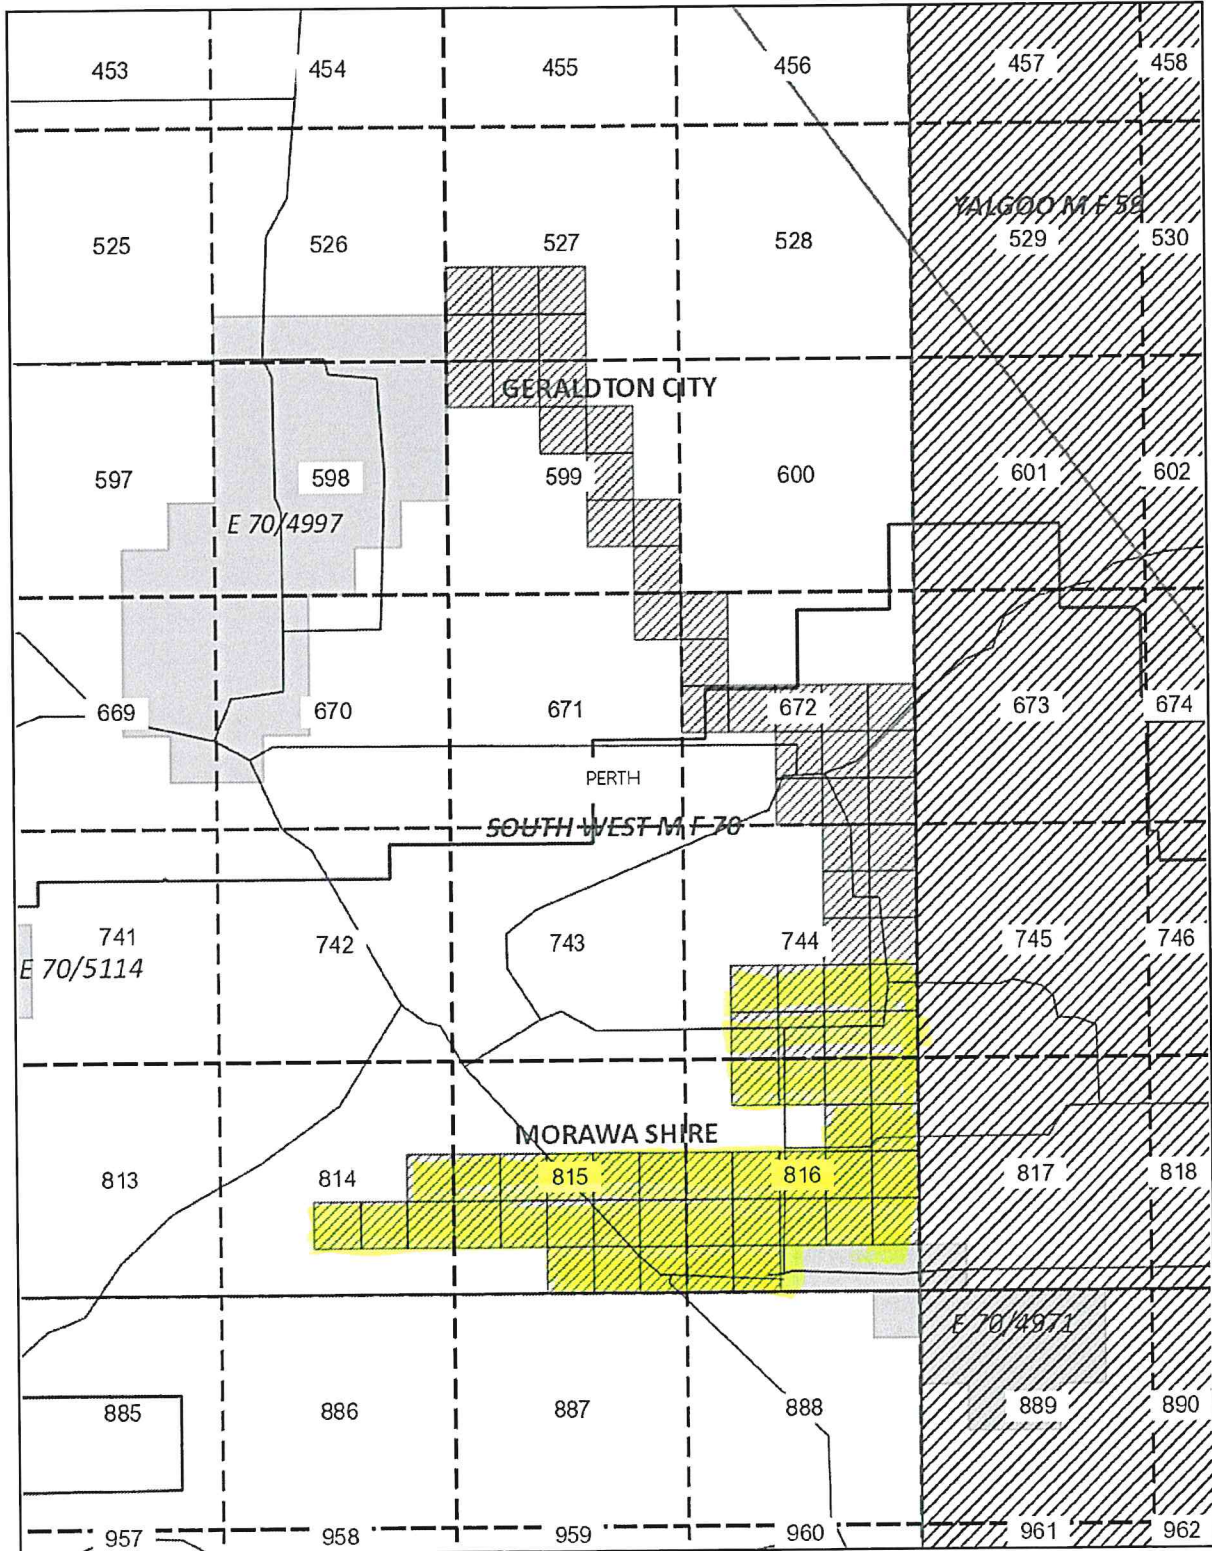 453 454 455 456 457 458
YALGOO M F 59
525 526 527 528 529 530
GERALDTON CITY
597 598 599 600 601 602
E 70/4997
669 670 671 672 673 674
PERTH
SOUTH WEST M F 70
741 742 743 744 745 746
E 70/5114
MORAWA SHIRE
813 814 815 816 817 818
E 70/4971
885 886 887 888 889 890
957 958 959 960 961 962